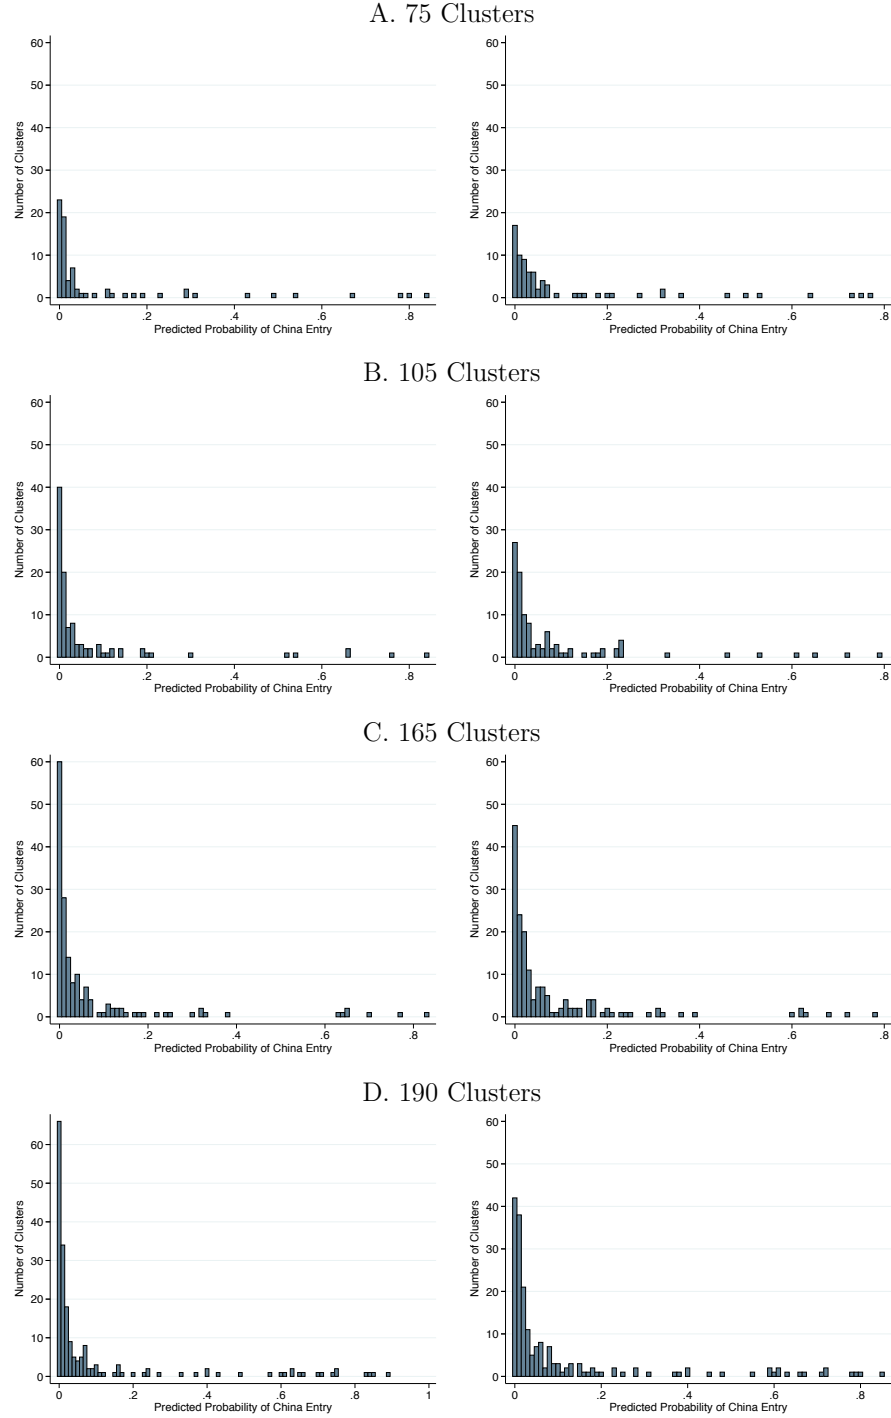 A. 75 Clusters
60
50
40
30
20
10
0
Number of Clusters
0 .2 .4 .6 .8
Predicted Probability of China Entry
60
50
40
30
20
10
0
Number of Clusters
0 .2 .4 .6 .8
Predicted Probability of China Entry
B. 105 Clusters
60
50
40
30
20
10
0
Number of Clusters
0 .2 .4 .6 .8
Predicted Probability of China Entry
60
50
40
30
20
10
0
Number of Clusters
0 .2 .4 .6 .8
Predicted Probability of China Entry
C. 165 Clusters
60
50
40
30
20
10
0
Number of Clusters
0 .2 .4 .6 .8
Predicted Probability of China Entry
60
50
40
30
20
10
0
Number of Clusters
0 .2 .4 .6 .8
Predicted Probability of China Entry
D. 190 Clusters
60
50
40
30
20
10
0
Number of Clusters
0 .2 .4 .6 .8 1
Predicted Probability of China Entry
60
50
40
30
20
10
0
Number of Clusters
0 .2 .4 .6 .8
Predicted Probability of China Entry